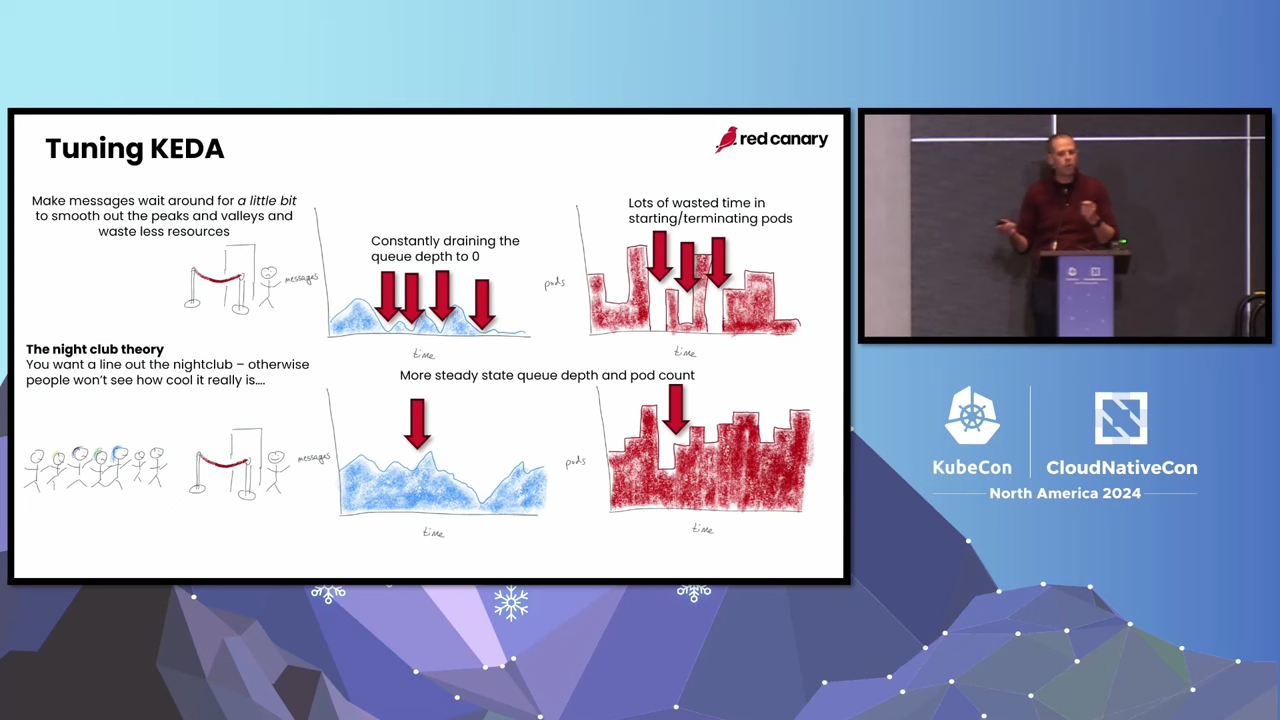 Tuning KEDA
red canary
Make messages wait around for a little bit
to smooth out the peaks and valleys and
waste less resources
Constantly draining the
queue depth to 0
Lots of wasted time in
starting/terminating pods
messages
pods
time
time
The night club theory
You want a line out the nightclub – otherwise
people won't see how cool it really is....
More steady state queue depth and pod count
messages
pods
time
time
KubeCon
CloudNativeCon
North America 2024